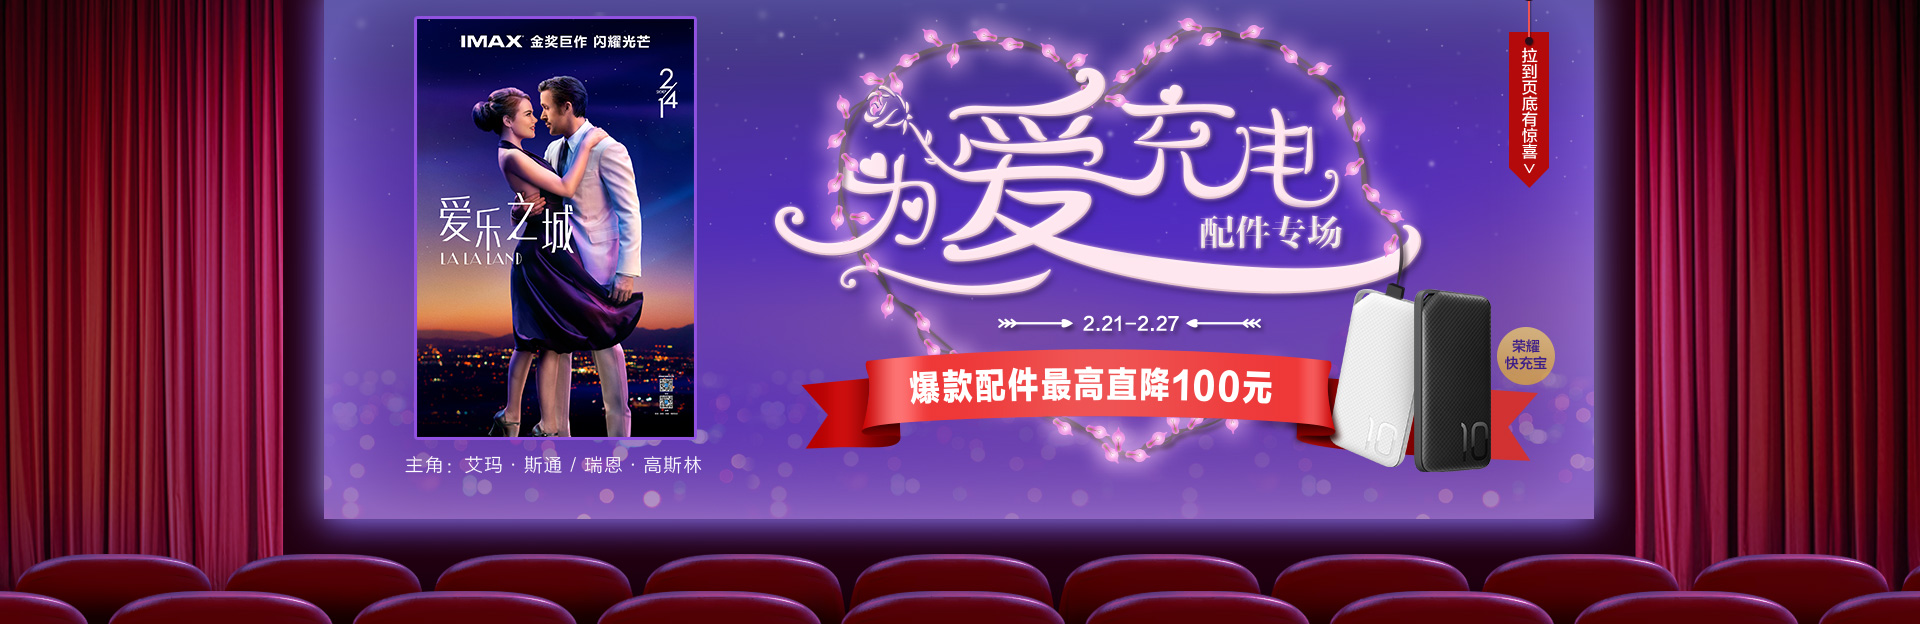 IMAX 金奖巨作 闪耀光芒
2/14
爱乐之城
LA LA LAND
主角：艾玛·斯通 / 瑞恩·高斯林
为爱充电
配件专场
2.21-2.27
爆款配件最高直降100元
荣耀
快充宝
10
10
拉到页底有惊喜